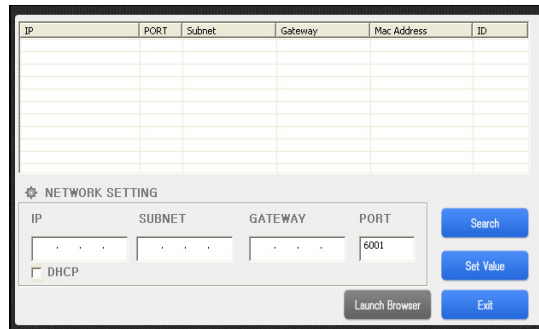 IP PORT Subnet Gateway Mac Address ID
NETWORK SETTING
IP SUBNET GATEWAY PORT
. . . . . . . . . 6001
DHCP
Search
Set Value
Launch Browser Exit